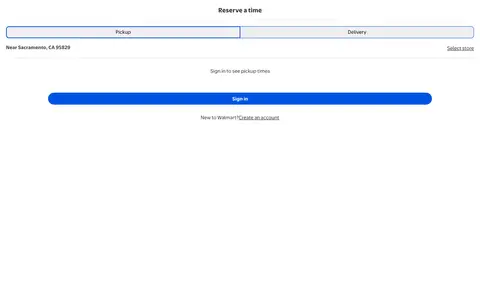 Reserve a time
Pickup
Delivery
Near Sacramento, CA 95829
Select store
Sign in to see pickup times
Sign in
New to Walmart?Create an account